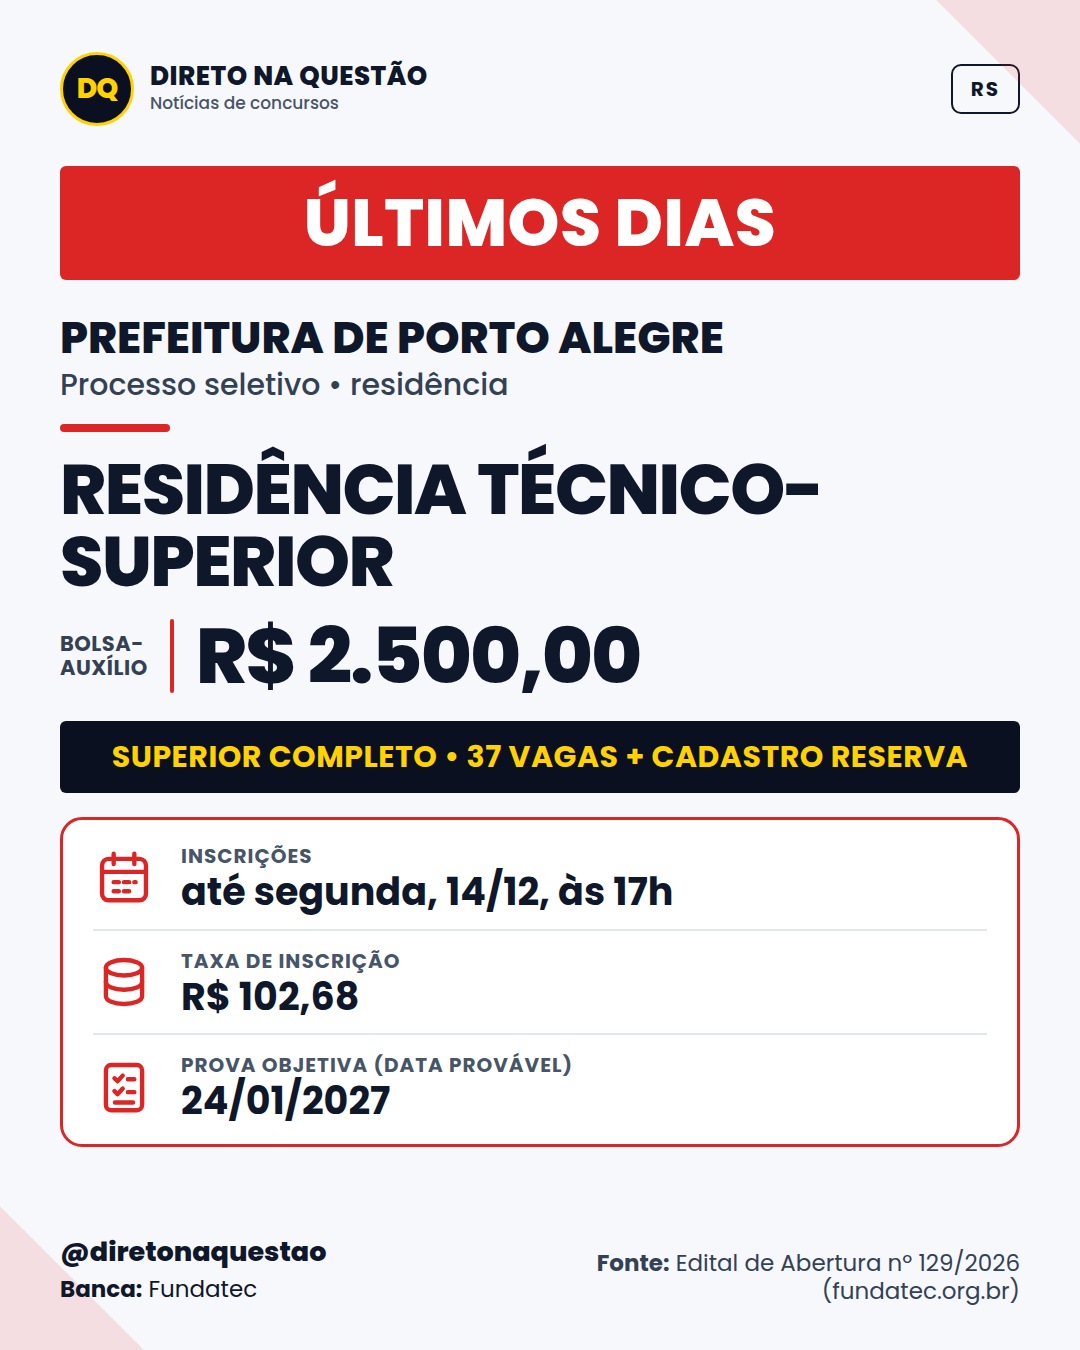 DQ
DIRETO NA QUESTÃO
Notícias de concursos
RS
ÚLTIMOS DIAS
PREFEITURA DE PORTO ALEGRE
Processo seletivo • residência
RESIDÊNCIA TÉCNICO-
SUPERIOR
BOLSA-
AUXÍLIO
R$ 2.500,00
SUPERIOR COMPLETO • 37 VAGAS + CADASTRO RESERVA
INSCRIÇÕES
até segunda, 14/12, às 17h
TAXA DE INSCRIÇÃO
R$ 102,68
PROVA OBJETIVA (DATA PROVÁVEL)
24/01/2027
@diretonaquestao
Banca: Fundatec
Fonte: Edital de Abertura nº 129/2026
(fundatec.org.br)